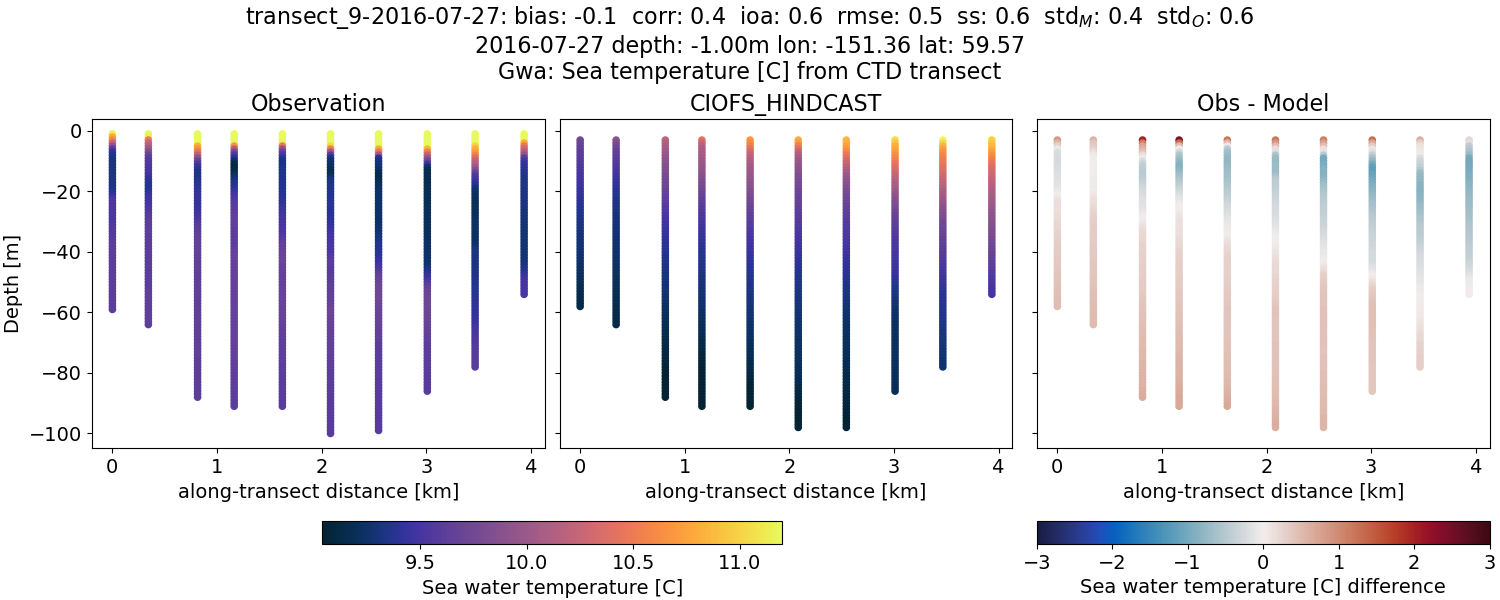 transect_9-2016-07-27: bias: -0.1 corr: 0.4 ioa: 0.6 rmse: 0.5 ss: 0.6 std_M: 0.4 std_O: 0.6
2016-07-27 depth: -1.00m lon: -151.36 lat: 59.57
Gwa: Sea temperature [C] from CTD transect
Observation
CIOFS_HINDCAST
Obs - Model
Depth [m]
0
−20
−40
−60
−80
−100
0 1 2 3 4
along-transect distance [km]
0 1 2 3 4
along-transect distance [km]
0 1 2 3 4
along-transect distance [km]
9.5 10.0 10.5 11.0
Sea water temperature [C]
−3 −2 −1 0 1 2 3
Sea water temperature [C] difference